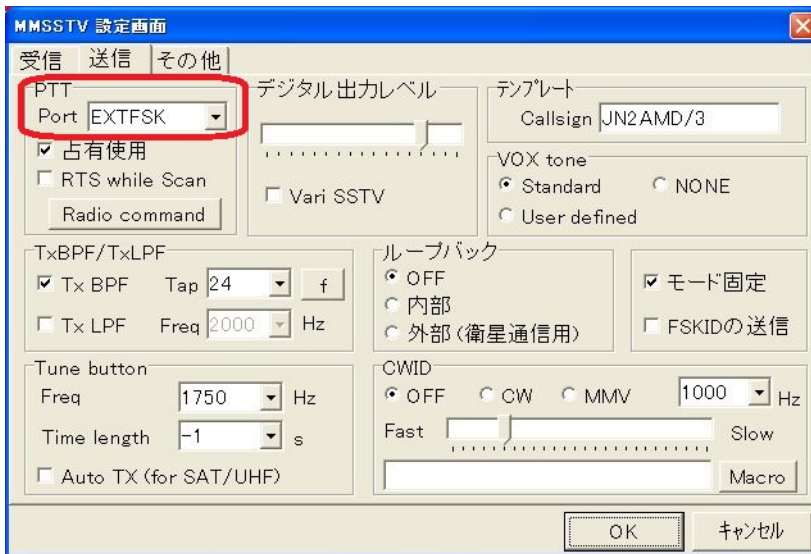 MMSSTV 設定画面
受信 送信 その他
PTT
Port EXTFSK
占有使用
RTS while Scan
Radio command
デジタル出力レベル
Vari SSTV
テンプレート
Callsign JN2AMD/3
VOX tone
Standard NONE
User defined
TxBPF/TxLPF
Tx BPF Tap 24 f
Tx LPF Freq 2000 Hz
ループバック
OFF
内部
外部(衛星通信用)
モード固定
FSKIDの送信
Tune button
Freq 1750 Hz
Time length -1 s
Auto TX (for SAT/UHF)
CWID
OFF CW MMV 1000 Hz
Fast Slow
Macro
OK キャンセル